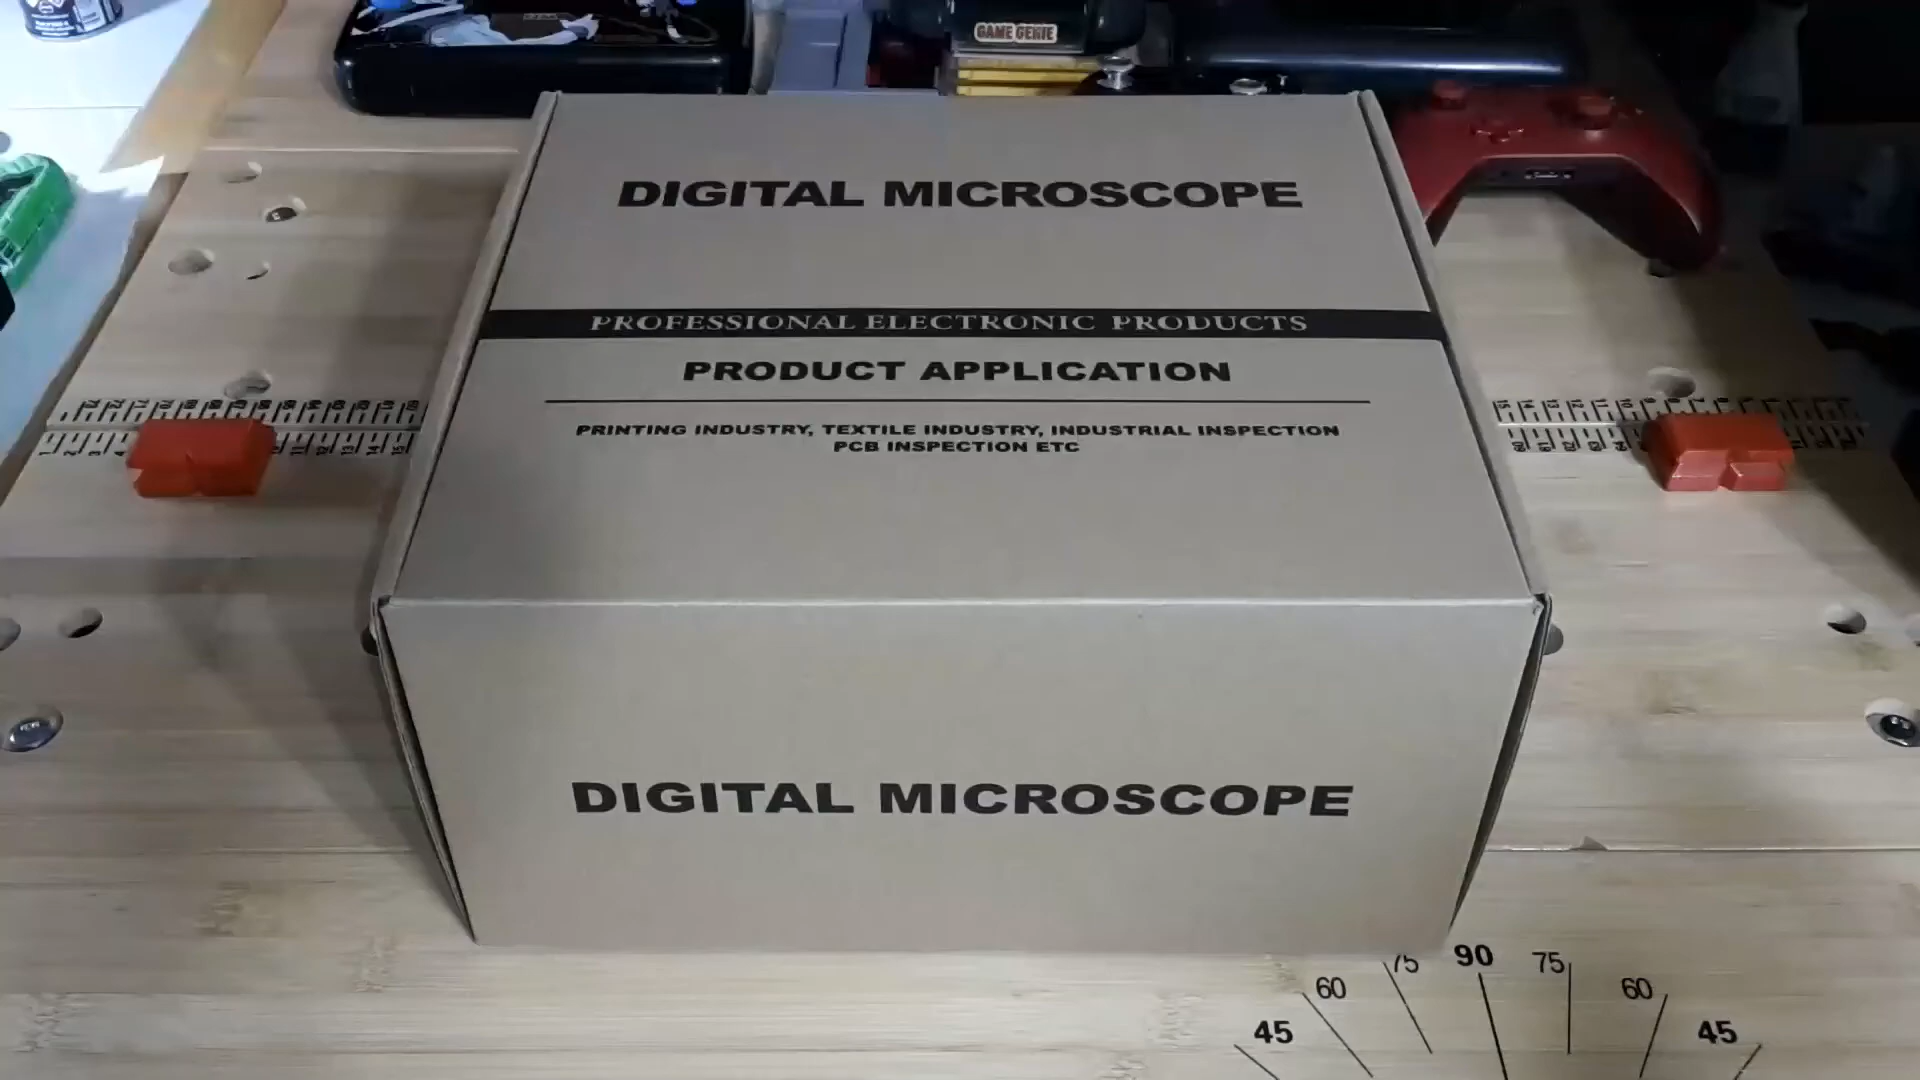 GAME GENIE
DIGITAL MICROSCOPE
PROFESSIONAL ELECTRONIC PRODUCTS
PRODUCT APPLICATION
PRINTING INDUSTRY, TEXTILE INDUSTRY, INDUSTRIAL INSPECTION
PCB INSPECTION ETC
DIGITAL MICROSCOPE
75 90 75
60 60
45 45